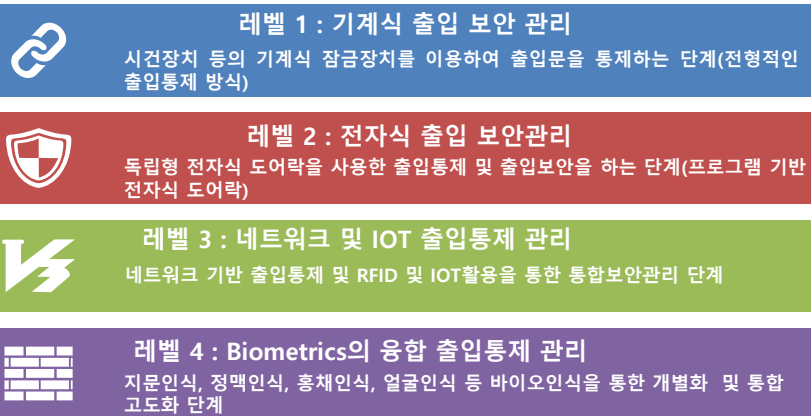 레벨 1 : 기계식 출입 보안 관리
시건장치 등의 기계식 잠금장치를 이용하여 출입문을 통제하는 단계(전형적인
출입통제 방식)
레벨 2 : 전자식 출입 보안관리
독립형 전자식 도어락을 사용한 출입통제 및 출입보안을 하는 단계(프로그램 기반
전자식 도어락)
레벨 3 : 네트워크 및 IOT 출입통제 관리
네트워크 기반 출입통제 및 RFID 및 IOT활용을 통한 통합보안관리 단계
레벨 4 : Biometrics의 융합 출입통제 관리
지문인식, 정맥인식, 홍채인식, 얼굴인식 등 바이오인식을 통한 개별화 및 통합
고도화 단계